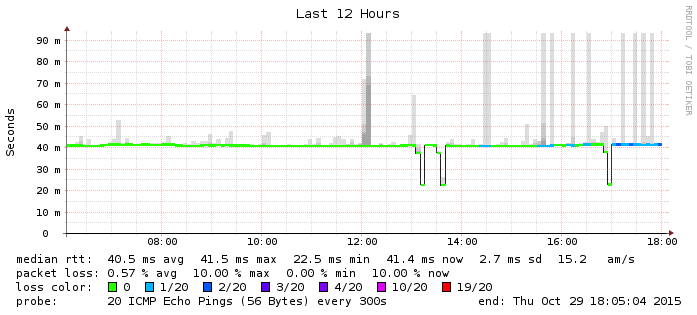 Last 12 Hours
RRDTOOL / TOBI OETIKER
Seconds
90 m
80 m
70 m
60 m
50 m
40 m
30 m
20 m
10 m
0
08:00 10:00 12:00 14:00 16:00 18:00
median rtt: 40.5 ms avg 41.5 ms max 22.5 ms min 41.4 ms now 2.7 ms sd 15.2 am/s
packet loss: 0.57 % avg 10.00 % max 0.00 % min 10.00 % now
loss color: 0 1/20 2/20 3/20 4/20 10/20 19/20
probe: 20 ICMP Echo Pings (56 Bytes) every 300s end: Thu Oct 29 18:05:04 2015